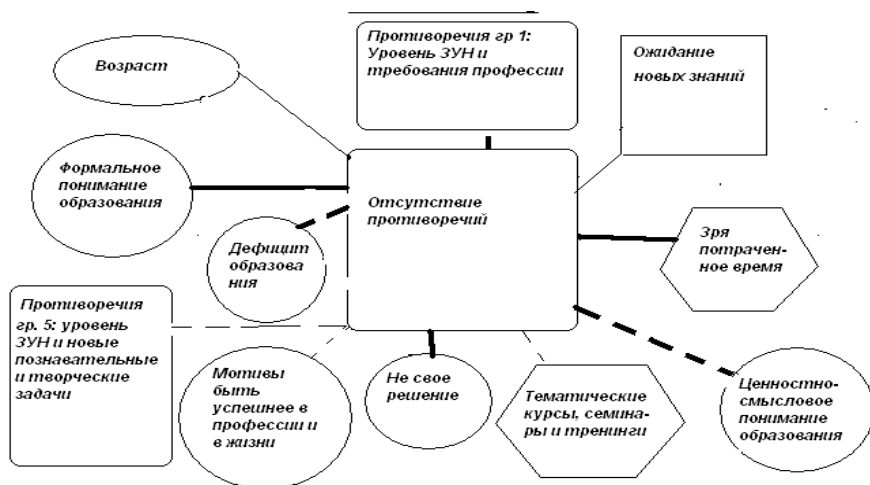 Противоречия гр 1:
Уровень ЗУН и
требования профессии
Возраст
Ожидание
новых знаний
Формальное
понимание
образования
Отсутствие
противоречий
Дефицит
образова
ния
Зря
потрачен-
ное время
Противоречия
гр. 5: уровень
ЗУН и новые
познавательные
и творческие
задачи
Мотивы
быть
успешнее в
профессии и
в жизни
Не свое
решение
Тематические
курсы, семина-
ры и тренинги
Ценностно-
смысловое
понимание
образования